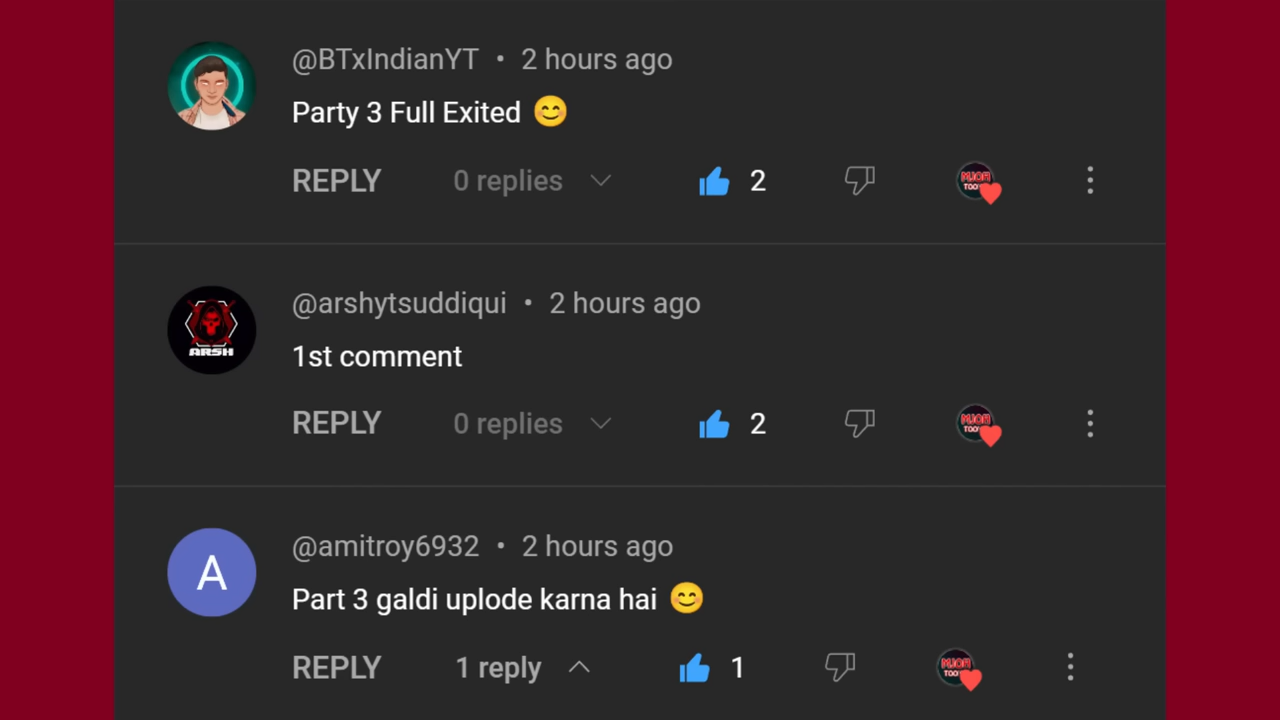 @BTxIndianYT • 2 hours ago
Party 3 Full Exited 😊
REPLY 0 replies 2
@arshytsuddiqui • 2 hours ago
ARSH
1st comment
REPLY 0 replies 2
@amitroy6932 • 2 hours ago
A
Part 3 galdi uplode karna hai 😊
REPLY 1 reply 1